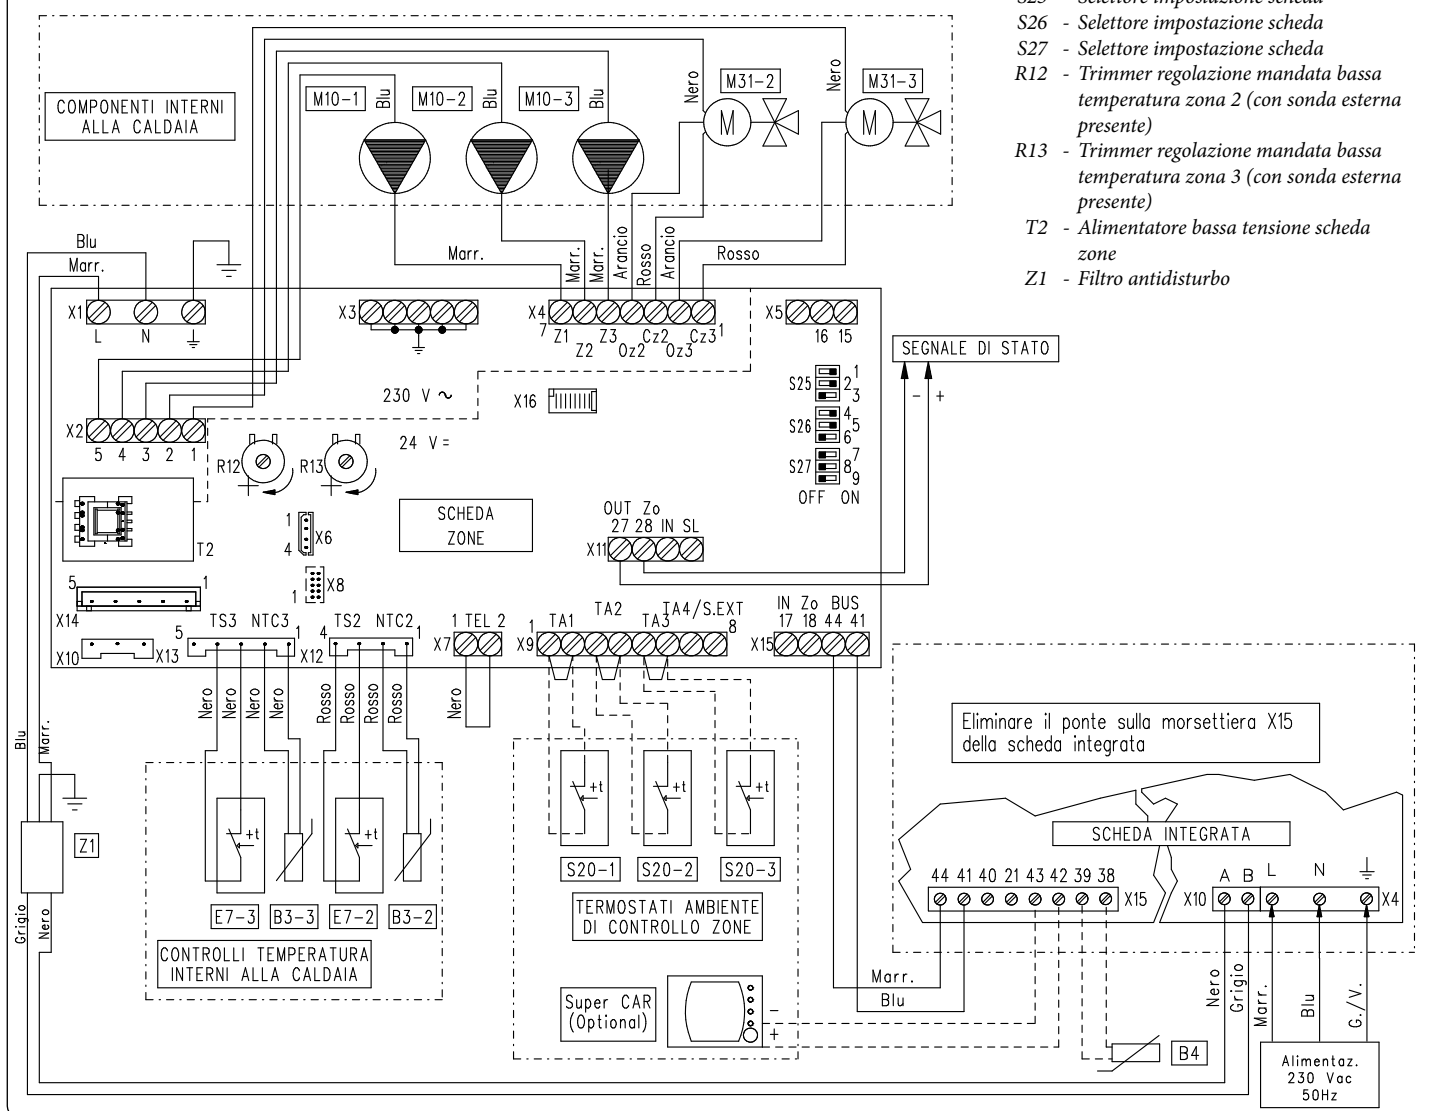 S25 - Selettore impostazione scheda
S26 - Selettore impostazione scheda
S27 - Selettore impostazione scheda
R12 - Trimmer regolazione mandata bassa
temperatura zona 2 (con sonda esterna
presente)
R13 - Trimmer regolazione mandata bassa
temperatura zona 3 (con sonda esterna
presente)
T2 - Alimentatore bassa tensione scheda
zone
Z1 - Filtro antidisturbo
COMPONENTI INTERNI
ALLA CALDAIA
M10-1
Blu
M10-2
Blu
M10-3
Blu
Nero
M31-2
Nero
M31-3
M
M
Blu
Marr.
Marr.
Marr.
Marr.
Arancio
Rosso
Arancio
Rosso
X1
L N
X3
X4
7 Z1 Z3 Cz2 Cz3 1
Z2 Oz2 Oz3
X5
16 15
SEGNALE DI STATO
- +
230 V ~
24 V =
X16
S25
1
2
3
S26
4
5
6
S27
7
8
9
OFF ON
X2
5 4 3 2 1
R12
R13
+
+
SCHEDA
ZONE
T2
1
4
X6
1
X8
OUT Zo
27 28 IN SL
X11
5 1
X14
X10
X13
5 TS3 NTC3 1
X12
4 TS2 NTC2 1
1 TEL 2
X7
1 TA1 TA2 TA3 TA4/S.EXT 8
X9
IN Zo BUS
17 18 44 41
X15
Nero
Nero
Nero
Nero
Rosso
Rosso
Rosso
Rosso
Nero
Blu
Marr.
Z1
Grigio
Nero
+t
+t
E7-3
B3-3
E7-2
B3-2
CONTROLLI TEMPERATURA
INTERNI ALLA CALDAIA
+t
+t
+t
S20-1
S20-2
S20-3
TERMOSTATI AMBIENTE
DI CONTROLLO ZONE
Super CAR
(Optional)
-
+
Eliminare il ponte sulla morsettiera X15
della scheda integrata
SCHEDA INTEGRATA
44 41 40 21 43 42 39 38
X15
A B L N
X10
X4
Marr.
Blu
Nero
Grigio
Marr.
Blu
G./V.
B4
Alimentaz.
230 Vac
50Hz